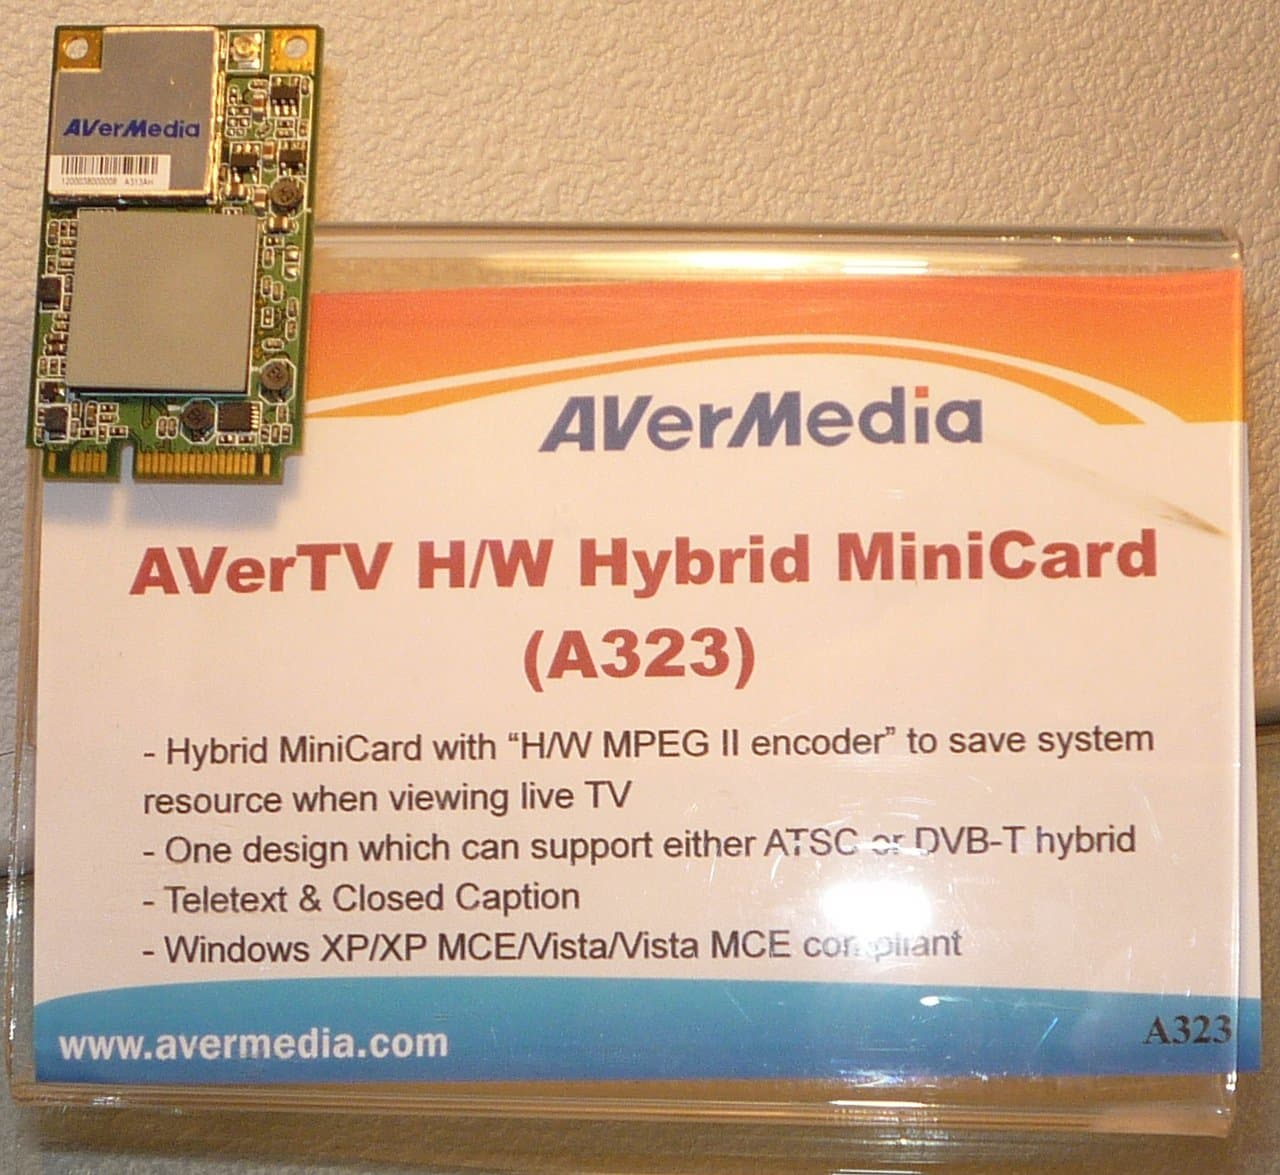 AVerMedia
1200038000008 A313AH
AVerMedia
AVerTV H/W Hybrid MiniCard
(A323)
- Hybrid MiniCard with “H/W MPEG II encoder” to save system
resource when viewing live TV
- One design which can support either ATSC or DVB-T hybrid
- Teletext & Closed Caption
- Windows XP/XP MCE/Vista/Vista MCE compliant
www.avermedia.com
A323